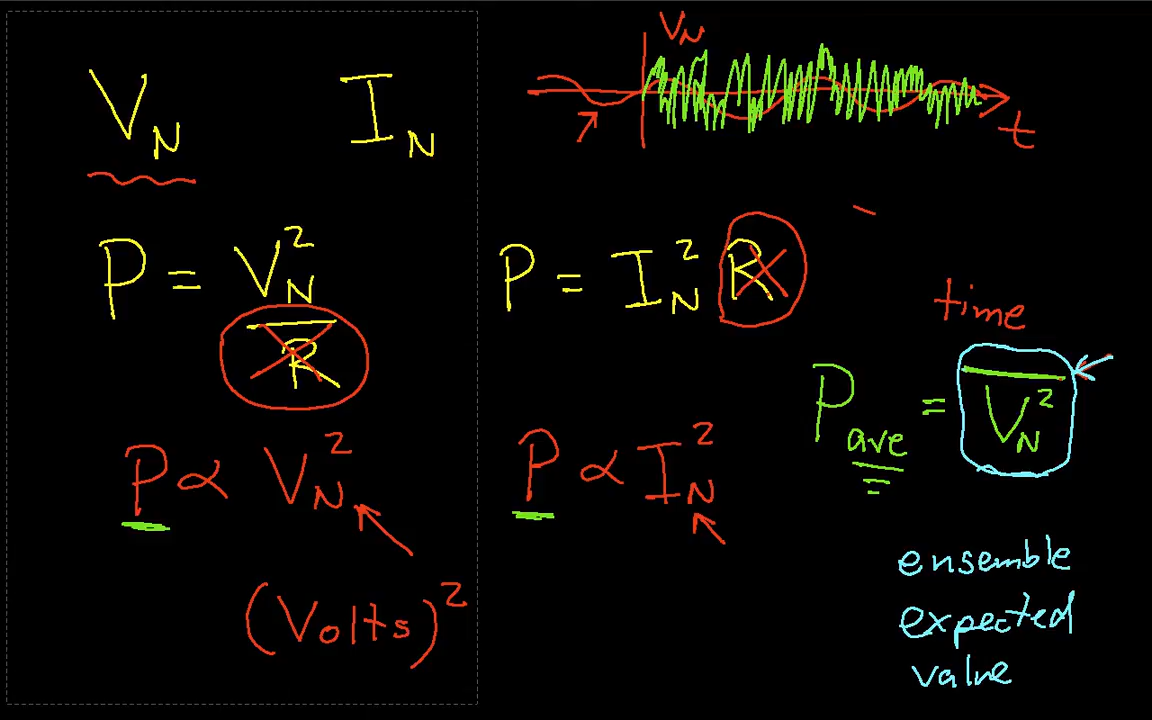 V_N
I_N
V_N
t
P = V_N^2 / R
P = I_N^2 R
time
P_ave = \overline{V_N^2}
P ∝ V_N^2
P ∝ I_N^2
(Volts)^2
ensemble
expected
value